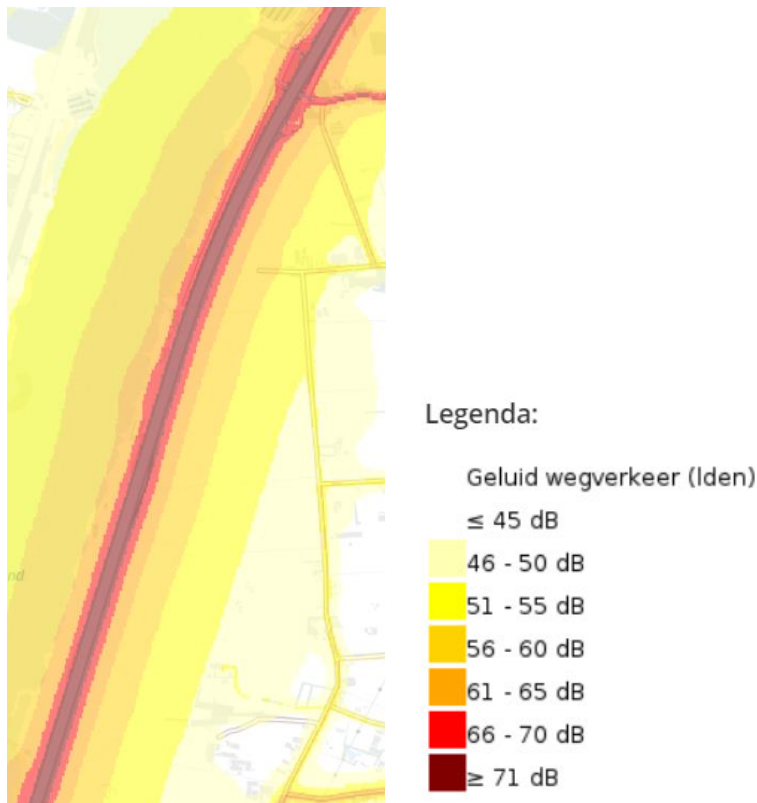 nd
Legenda:
Geluid wegverkeer (lden)
≤ 45 dB
46 - 50 dB
51 - 55 dB
56 - 60 dB
61 - 65 dB
66 - 70 dB
≥ 71 dB